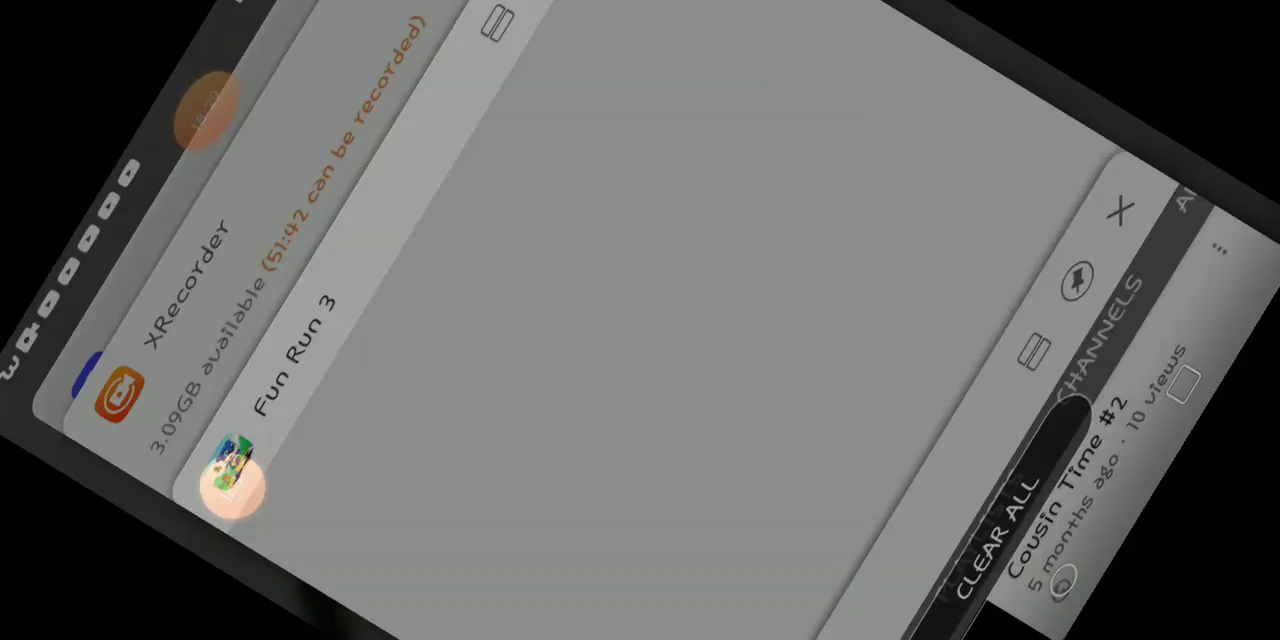 XRecorder
3.09GB available (51:42 can be recorded)
Fun Run 3
CHANNELS
CLEAR ALL
Cousin Time #2
5 months ago · 10 views